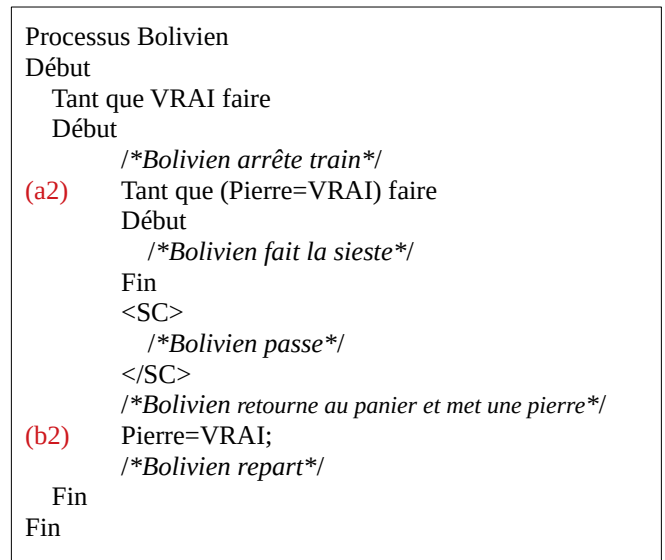 Processus Bolivien
Début
Tant que VRAI faire
Début
/*Bolivien arrête train*/
(a2) Tant que (Pierre=VRAI) faire
Début
/*Bolivien fait la sieste*/
Fin
<SC>
/*Bolivien passe*/
</SC>
/*Bolivien retourne au panier et met une pierre*/
(b2) Pierre=VRAI;
/*Bolivien repart*/
Fin
Fin